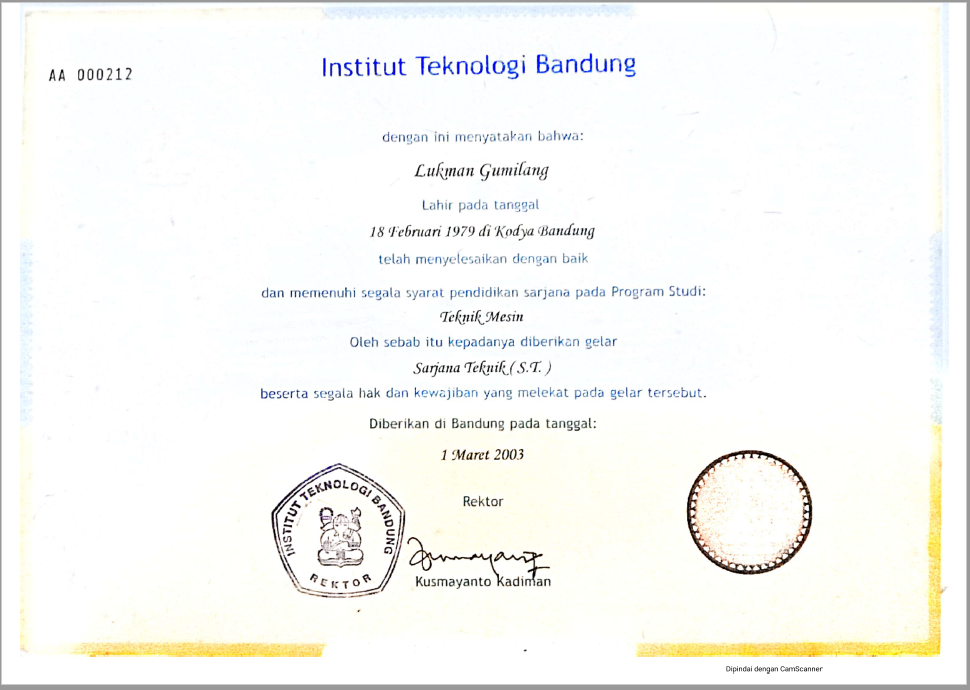 AA 000212
Institut Teknologi Bandung
dengan ini menyatakan bahwa:
Lukman Gumilang
Lahir pada tanggal
18 Februari 1979 di Kodya Bandung
telah menyelesaikan dengan baik
dan memenuhi segala syarat pendidikan sarjana pada Program Studi:
Teknik Mesin
Oleh sebab itu kepadanya diberikan gelar
Sarjana Teknik ( S.T. )
beserta segala hak dan kewajiban yang melekat pada gelar tersebut.
Diberikan di Bandung pada tanggal:
1 Maret 2003
Rektor
INSTITUT TEKNOLOGI BANDUNG
REKTOR
Kusmayanto Kadiman
Dipindai dengan CamScanner